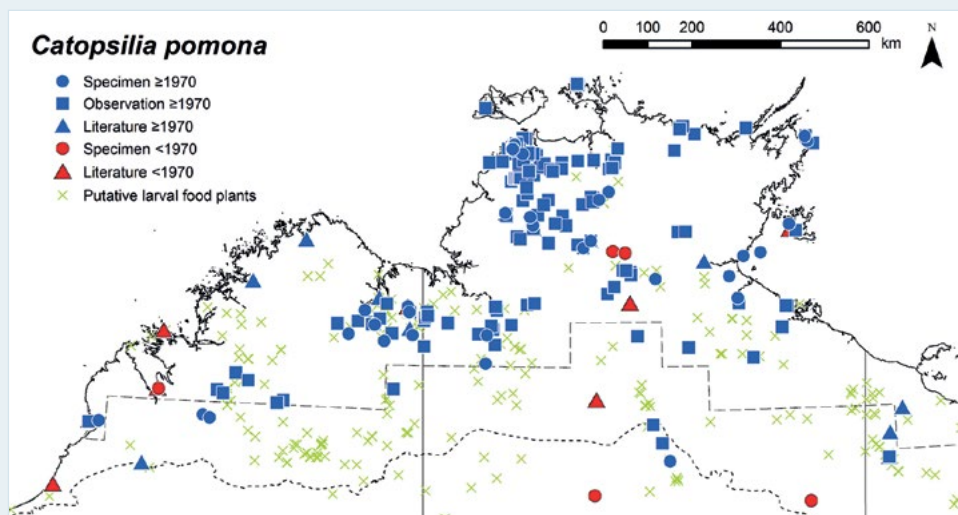 Catopsilia pomona
Specimen ≥1970
Observation ≥1970
Literature ≥1970
Specimen <1970
Literature <1970
Putative larval food plants
0 100 200 400 600
km
N